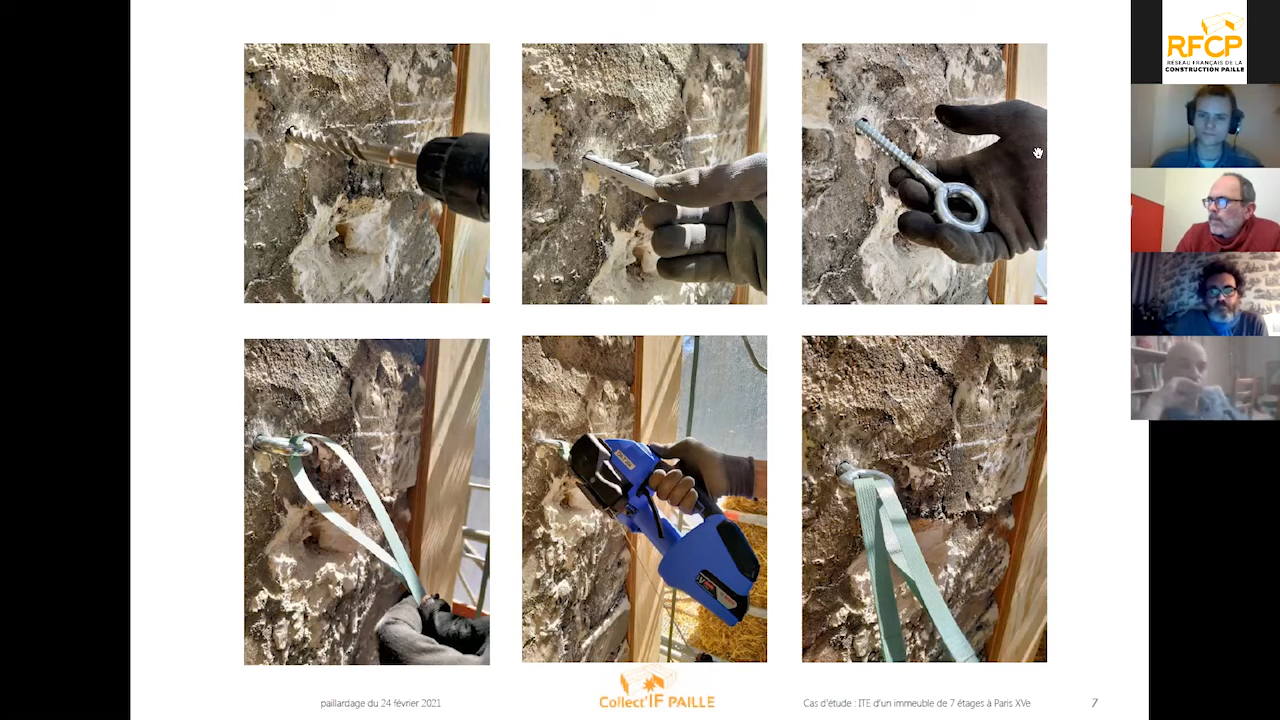 RFCP
RÉSEAU FRANÇAIS DE LA
CONSTRUCTION PAILLE
paillardage du 24 février 2021
Collect'IF PAILLE
Cas d'étude : ITE d'un immeuble de 7 étages à Paris XVe
7